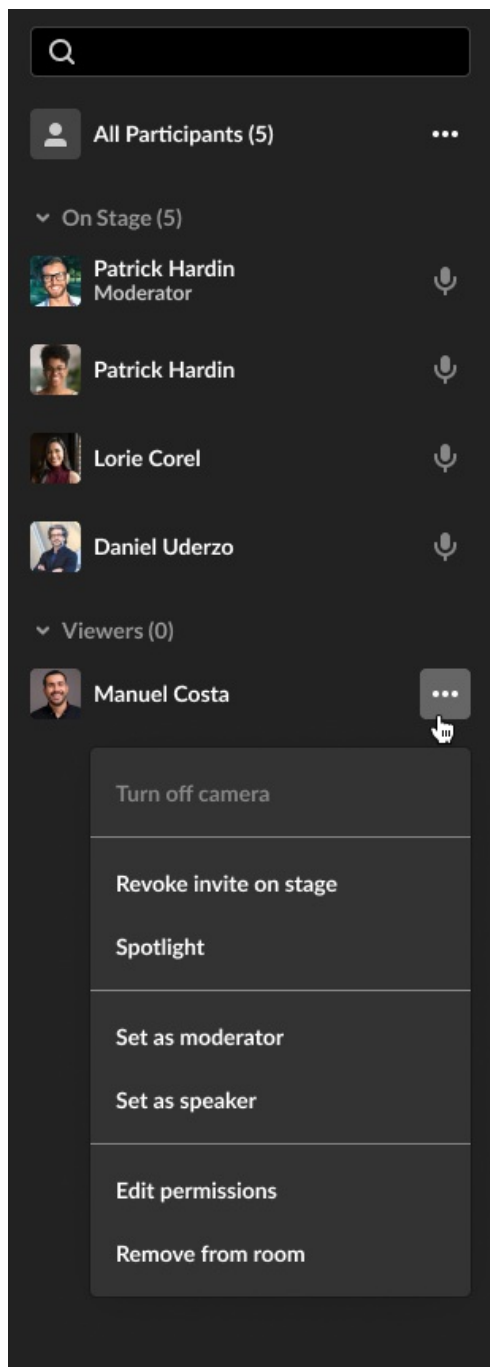 All Participants (5)
On Stage (5)
Patrick Hardin
Moderator
Patrick Hardin
Lorie Corel
Daniel Uderzo
Viewers (0)
Manuel Costa
Turn off camera
Revoke invite on stage
Spotlight
Set as moderator
Set as speaker
Edit permissions
Remove from room